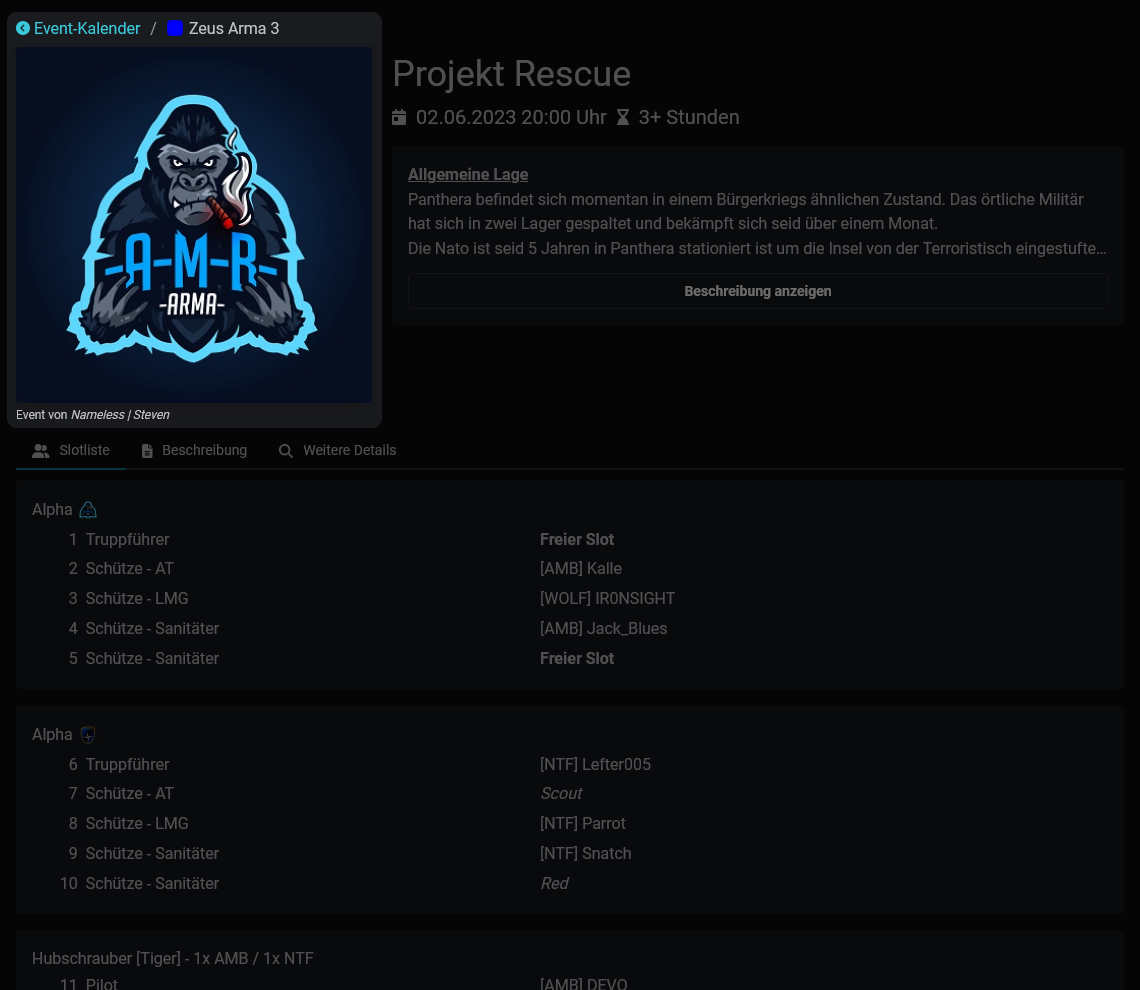 Event-Kalender / Zeus Arma 3
A-M-B
-ARMA-
Event von Nameless | Steven
Projekt Rescue
02.06.2023 20:00 Uhr 3+ Stunden
Allgemeine Lage
Panthera befindet sich momentan in einem Bürgerkriegs ähnlichen Zustand. Das örtliche Militär
hat sich in zwei Lager gespaltet und bekämpft sich seid über einem Monat.
Die Nato ist seid 5 Jahren in Panthera stationiert ist um die Insel von der Terroristisch eingestufte...
Beschreibung anzeigen
Slotliste Beschreibung Weitere Details
Alpha
1 Truppführer Freier Slot
2 Schütze - AT [AMB] Kalle
3 Schütze - LMG [WOLF] IR0NSIGHT
4 Schütze - Sanitäter [AMB] Jack_Blues
5 Schütze - Sanitäter Freier Slot
Alpha
6 Truppführer [NTF] Lefter005
7 Schütze - AT Scout
8 Schütze - LMG [NTF] Parrot
9 Schütze - Sanitäter [NTF] Snatch
10 Schütze - Sanitäter Red
Hubschrauber [Tiger] - 1x AMB / 1x NTF
11 Pilot [AMB] DEVO